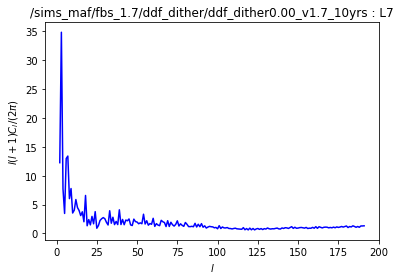 /sims_maf/fbs_1.7/ddf_dither/ddf_dither0.00_v1.7_10yrs : L7
35
30
25
20
15
10
5
0
l(l + 1)C_l/(2π)
0 25 50 75 100 125 150 175 200
l